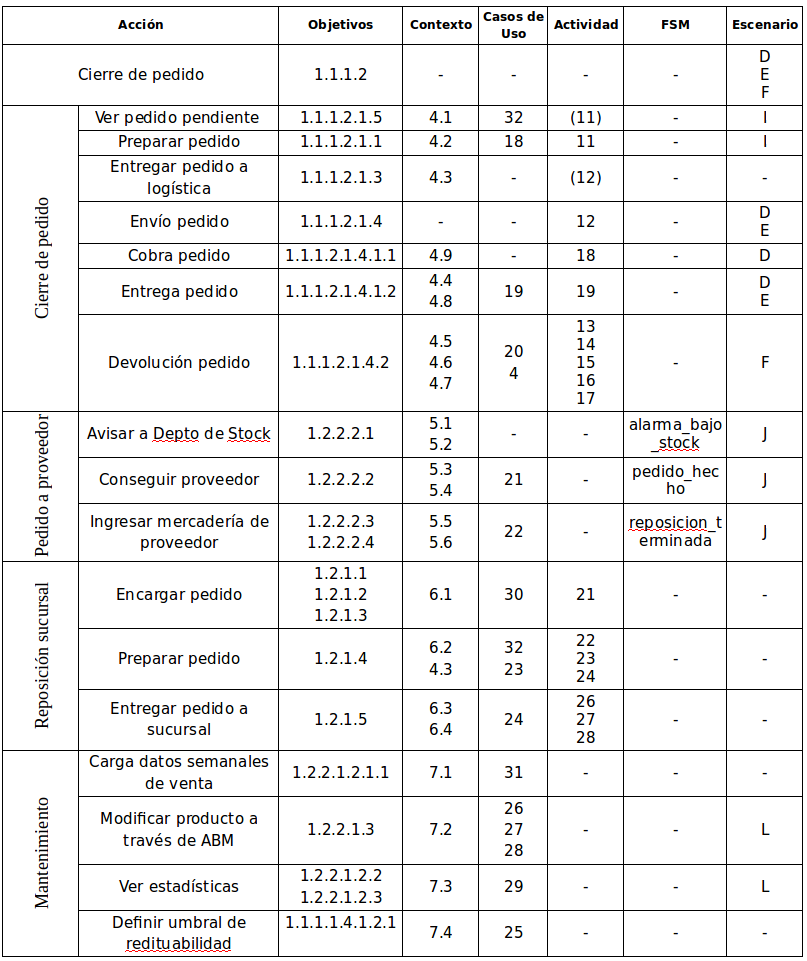 Acción Objetivos Contexto Casos de Uso Actividad FSM Escenario
Cierre de pedido 1.1.1.2 - - - - D E F
Cierre de pedido
Ver pedido pendiente 1.1.1.2.1.5 4.1 32 (11) - I
Preparar pedido 1.1.1.2.1.1 4.2 18 11 - I
Entregar pedido a logística 1.1.1.2.1.3 4.3 - (12) - -
Envío pedido 1.1.1.2.1.4 - - 12 - D E
Cobra pedido 1.1.1.2.1.4.1.1 4.9 - 18 - D
Entrega pedido 1.1.1.2.1.4.1.2 4.4 4.8 19 19 - D E
Devolución pedido 1.1.1.2.1.4.2 4.5 4.6 4.7 20 4 13 14 15 16 17 - F
Pedido a proveedor
Avisar a Depto de Stock 1.2.2.2.1 5.1 5.2 - - alarma_bajo _stock J
Conseguir proveedor 1.2.2.2.2 5.3 5.4 21 - pedido_hec ho J
Ingresar mercadería de proveedor 1.2.2.2.3 1.2.2.2.4 5.5 5.6 22 - reposicion_t erminada J
Reposición sucursal
Encargar pedido 1.2.1.1 1.2.1.2 1.2.1.3 6.1 30 21 - -
Preparar pedido 1.2.1.4 6.2 4.3 32 23 22 23 24 - -
Entregar pedido a sucursal 1.2.1.5 6.3 6.4 24 26 27 28 - -
Mantenimiento
Carga datos semanales de venta 1.2.2.1.2.1.1 7.1 31 - - -
Modificar producto a través de ABM 1.2.2.1.3 7.2 26 27 28 - - L
Ver estadísticas 1.2.2.1.2.2 1.2.2.1.2.3 7.3 29 - - L
Definir umbral de redituabilidad 1.1.1.1.4.1.2.1 7.4 25 - - -